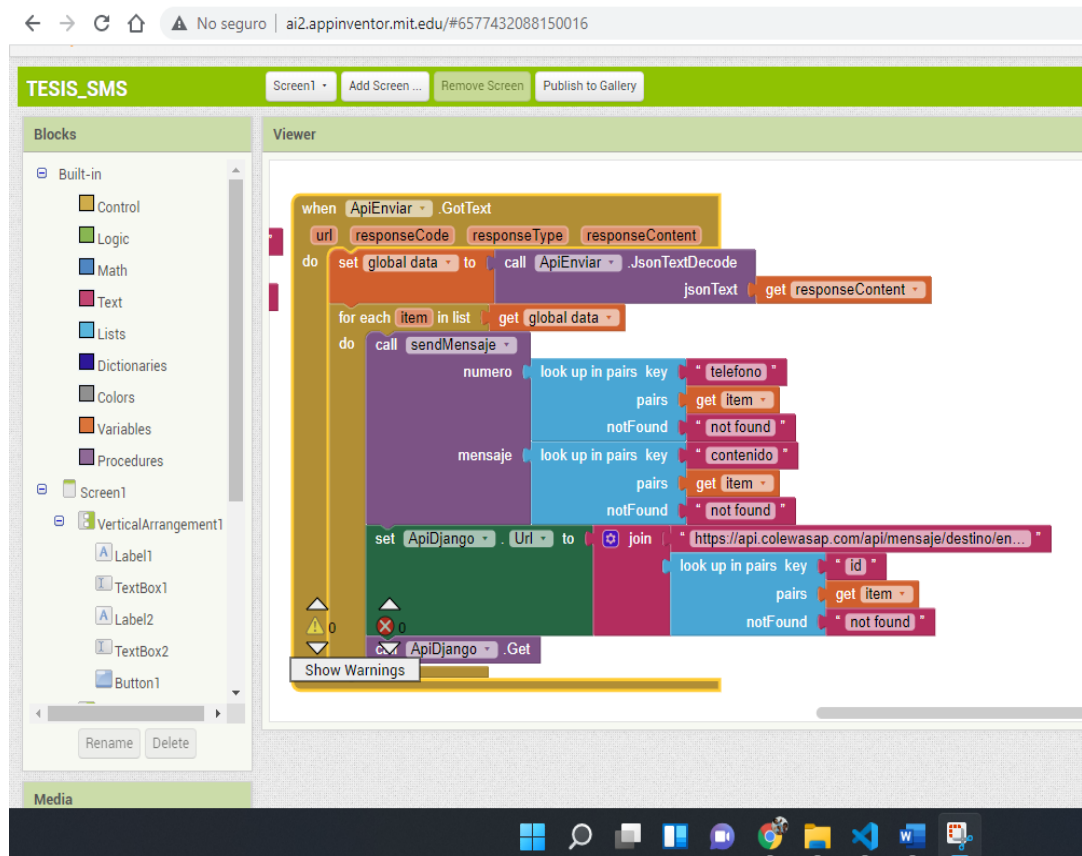 No seguro | ai2.appinventor.mit.edu/#6577432088150016
TESIS_SMS
Screen1 Add Screen ... Remove Screen Publish to Gallery
Blocks
Built-in
Control
Logic
Math
Text
Lists
Dictionaries
Colors
Variables
Procedures
Screen1
VerticalArrangement1
Label1
TextBox1
Label2
TextBox2
Button1
Rename Delete
Media
Viewer
when ApiEnviar .GotText
url responseCode responseType responseContent
do set global data to call ApiEnviar .JsonTextDecode
jsonText get responseContent
for each item in list get global data
do call sendMensaje
numero look up in pairs key " telefono "
pairs get item
notFound " not found "
mensaje look up in pairs key " contenido "
pairs get item
notFound " not found "
set ApiDjango . Url to join " https://api.colewasap.com/api/mensaje/destino/en... "
look up in pairs key " id "
pairs get item
notFound " not found "
0 0
ApiDjango .Get
Show Warnings